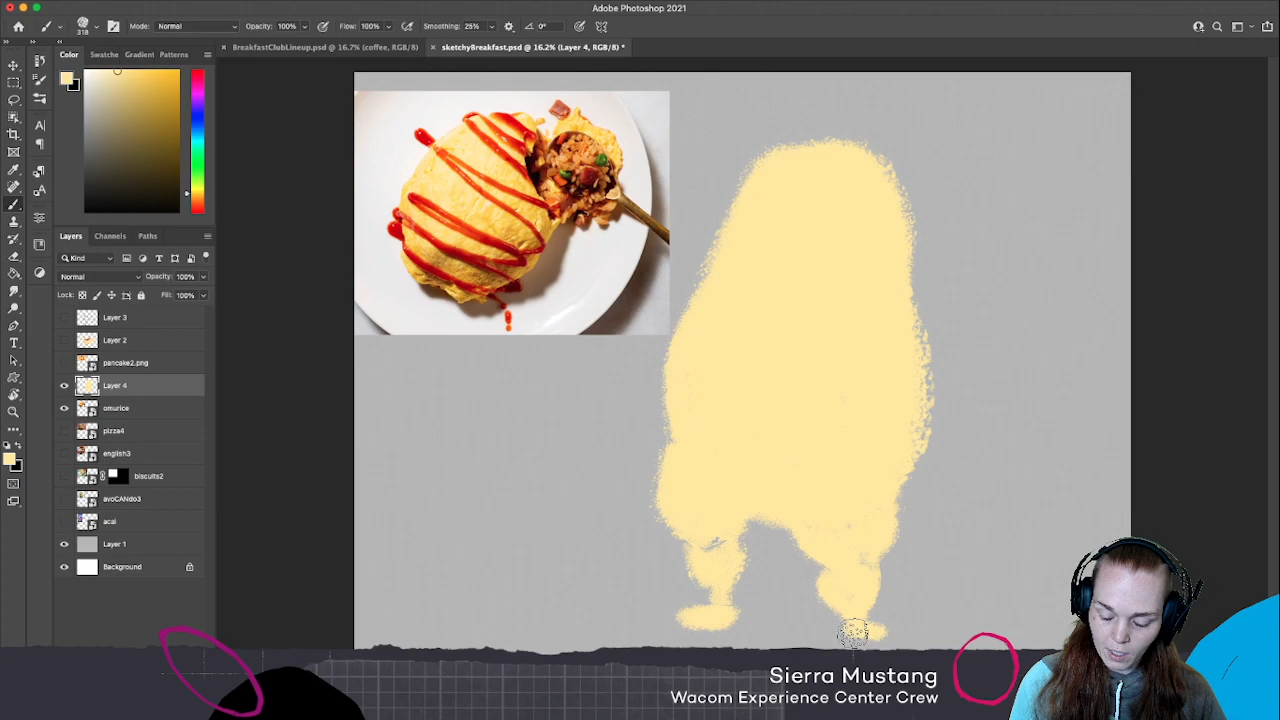 Adobe Photoshop 2021
318 Mode: Normal Opacity: 100% Flow: 100% Smoothing: 25% 0°
× BreakfastClubLineup.psd @ 16.7% (coffee, RGB/8) × sketchyBreakfast.psd @ 16.2% (Layer 4, RGB/8) *
Color Swatches Gradients Patterns
Layers Channels Paths
Kind
Normal Opacity: 100%
Lock: Fill: 100%
Layer 3
Layer 2
pancake2.png
Layer 4
omurice
pizza4
english3
biscuits2
avoCANdo3
acai
Layer 1
Background
Sierra Mustang
Wacom Experience Center Crew